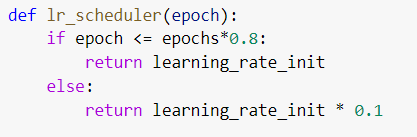 def lr_scheduler(epoch):
    if epoch <= epochs*0.8:
        return learning_rate_init
    else:
        return learning_rate_init * 0.1